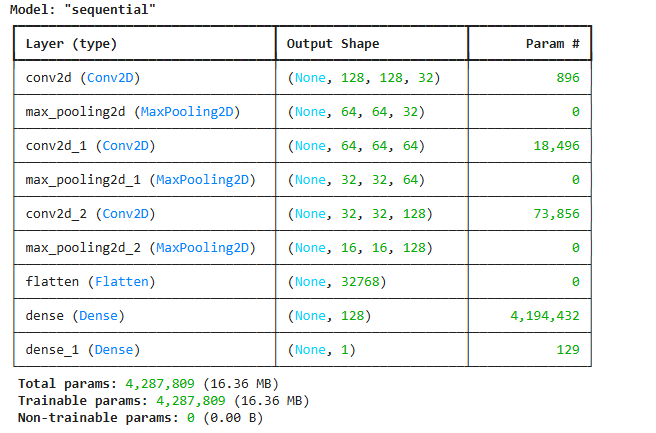 Model: "sequential"
Layer (type) Output Shape Param #
conv2d (Conv2D) (None, 128, 128, 32) 896
max_pooling2d (MaxPooling2D) (None, 64, 64, 32) 0
conv2d_1 (Conv2D) (None, 64, 64, 64) 18,496
max_pooling2d_1 (MaxPooling2D) (None, 32, 32, 64) 0
conv2d_2 (Conv2D) (None, 32, 32, 128) 73,856
max_pooling2d_2 (MaxPooling2D) (None, 16, 16, 128) 0
flatten (Flatten) (None, 32768) 0
dense (Dense) (None, 128) 4,194,432
dense_1 (Dense) (None, 1) 129
Total params: 4,287,809 (16.36 MB)
Trainable params: 4,287,809 (16.36 MB)
Non-trainable params: 0 (0.00 B)